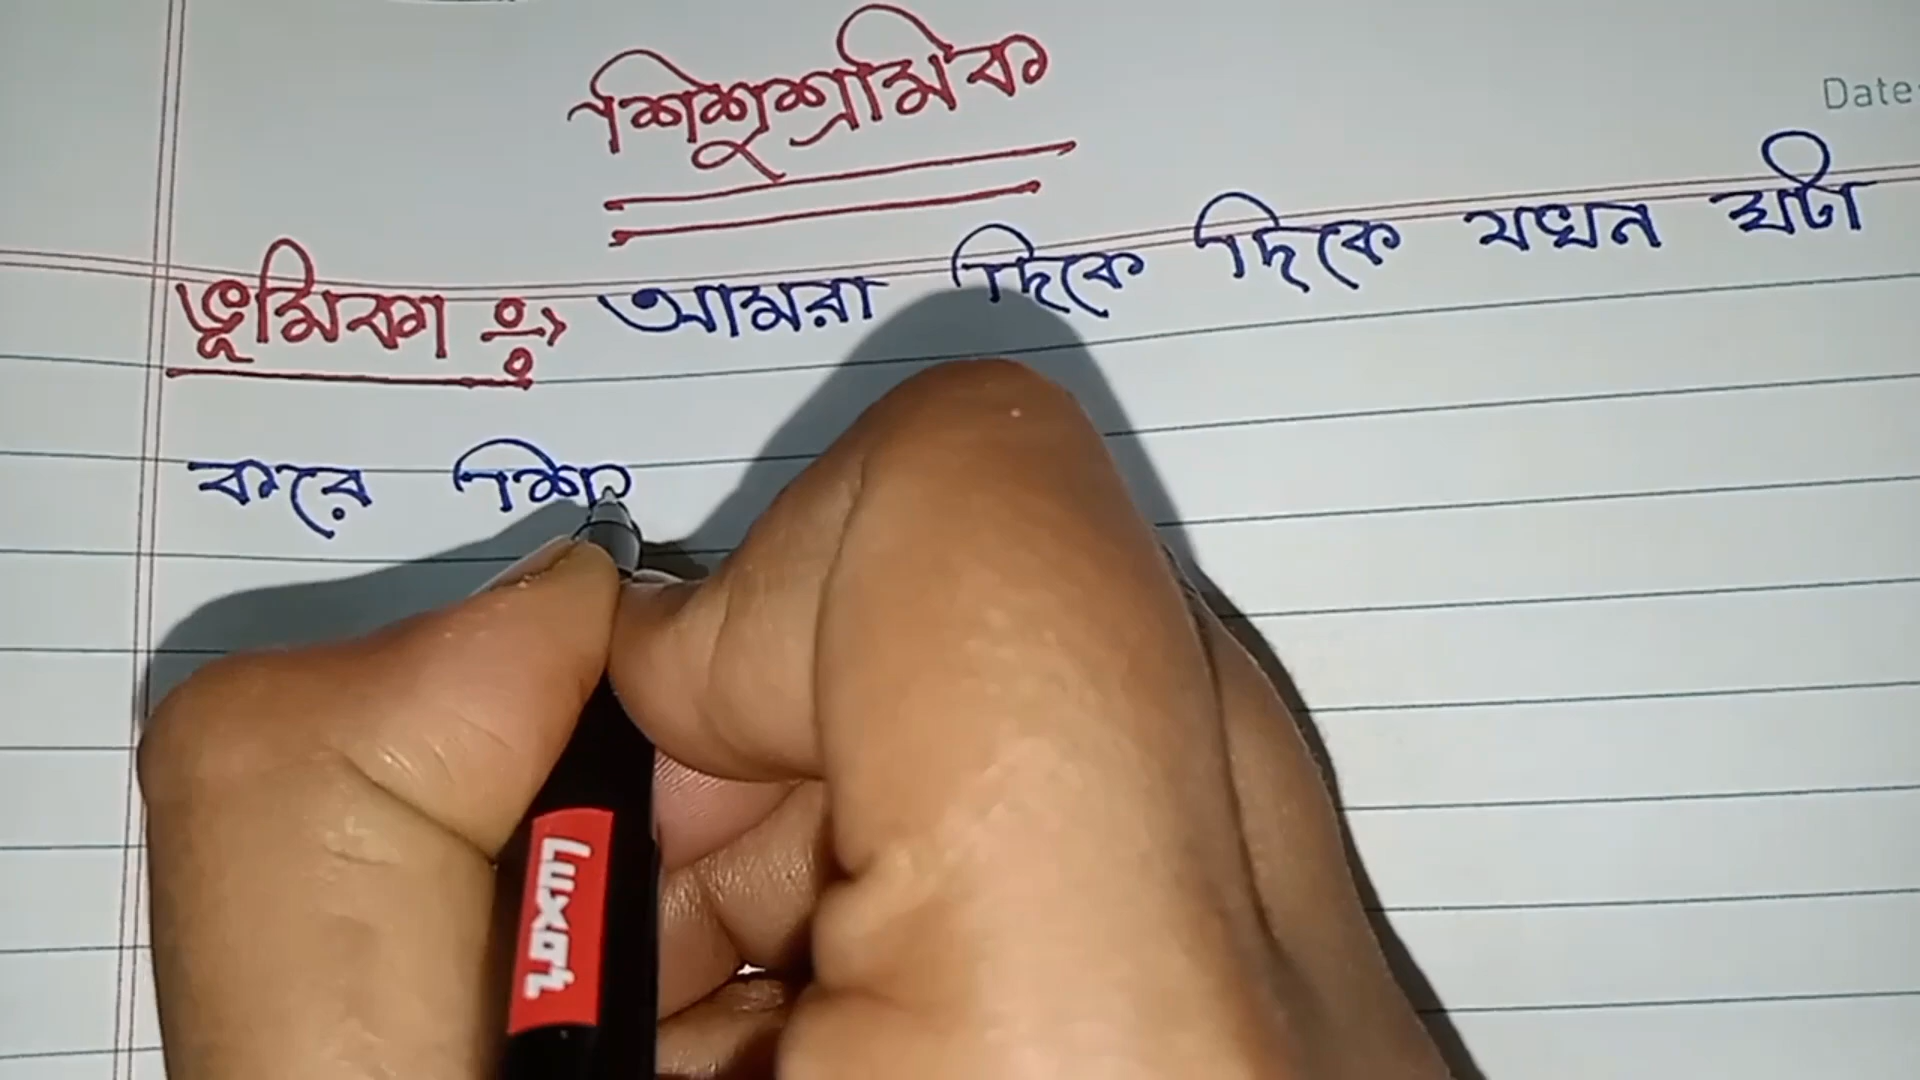 শিশুশ্রমিক
Date:
ভূমিকা ঃ> আমরা দিকে দিকে যখন ঘটা
করে শি
Luxor